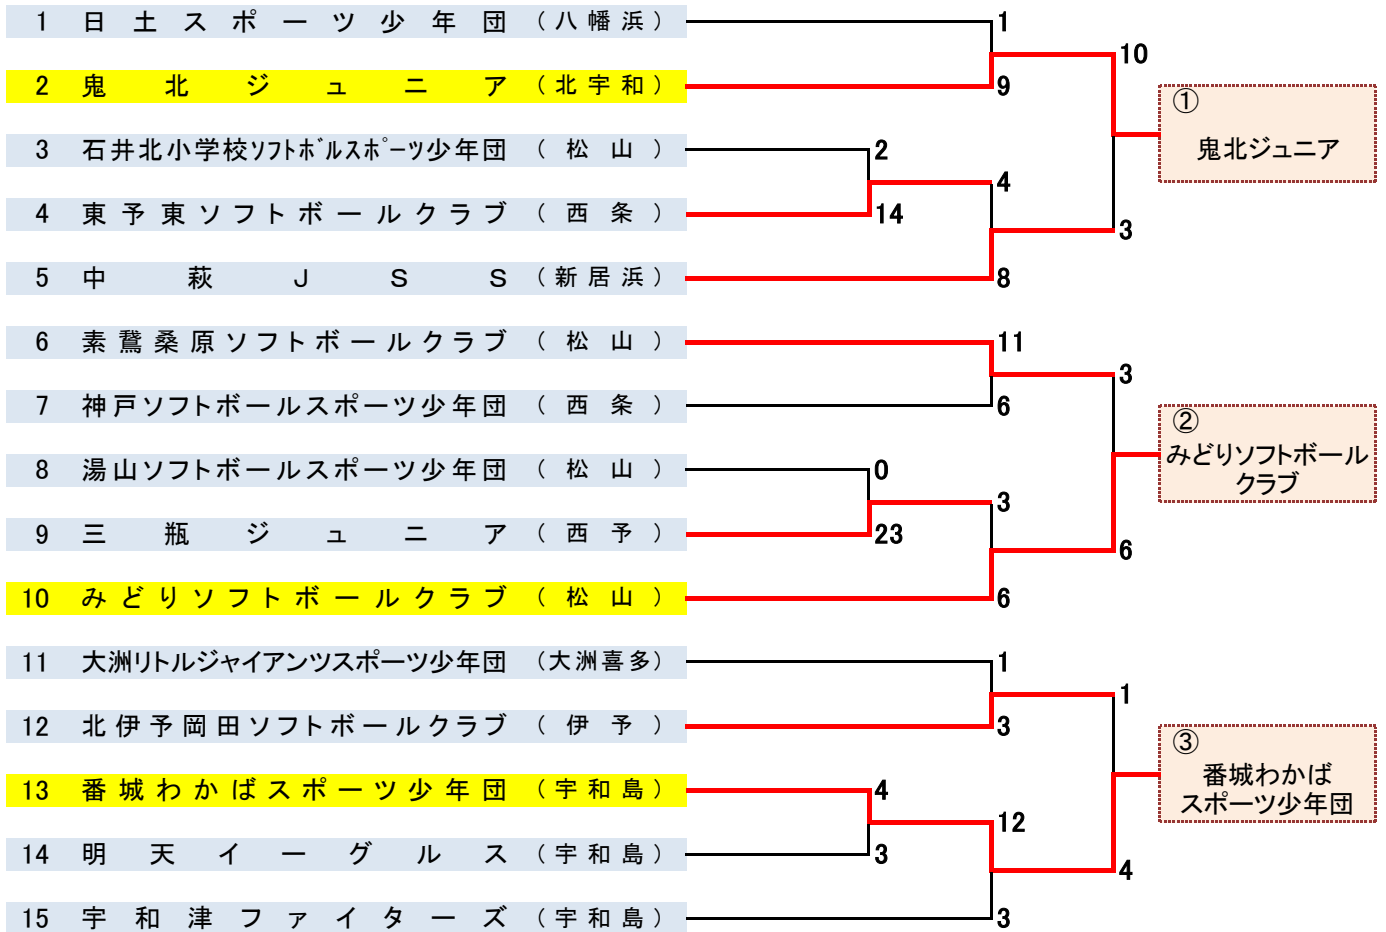 1 日土スポーツ少年団 (八幡浜) 1
10
2 鬼北ジュニア (北宇和) 9
①
鬼北ジュニア
3 石井北小学校ソフトボルスポーツ少年団 (松山) 2
4
4 東予東ソフトボールクラブ (西条) 14
3
5 中萩JSS (新居浜) 8
6 素鵞桑原ソフトボールクラブ (松山) 11
3
7 神戸ソフトボールスポーツ少年団 (西条) 6
②
みどりソフトボール
クラブ
8 湯山ソフトボールスポーツ少年団 (松山) 0
3
9 三瓶ジュニア (西予) 23
6
10 みどりソフトボールクラブ (松山) 6
11 大洲リトルジャイアンツスポーツ少年団 (大洲喜多) 1
1
12 北伊予岡田ソフトボールクラブ (伊予) 3
③
番城わかば
スポーツ少年団
13 番城わかばスポーツ少年団 (宇和島) 4
12
14 明天イーグルス (宇和島) 3
4
15 宇和津ファイターズ (宇和島) 3